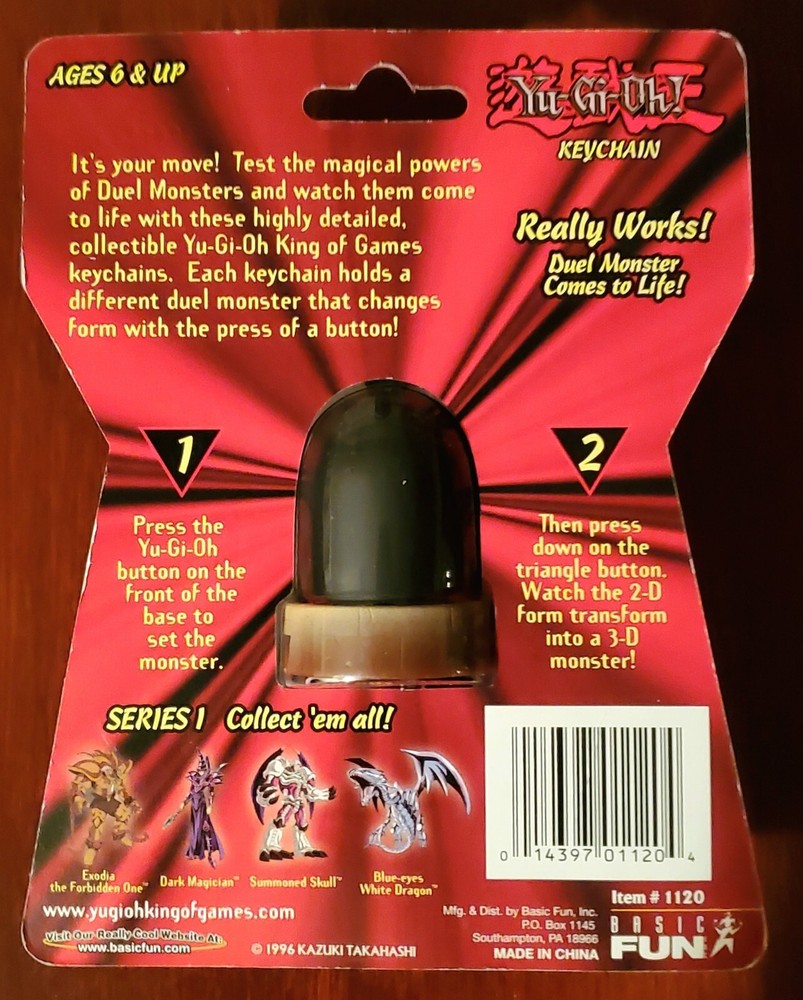 AGES 6 & UP
遊戯王
Yu-Gi-Oh!
KEYCHAIN
It's your move! Test the magical powers
of Duel Monsters and watch them come
to life with these highly detailed,
collectible Yu-Gi-Oh King of Games
keychains. Each keychain holds a
different duel monster that changes
form with the press of a button!
Really Works!
Duel Monster
Comes to Life!
1
Press the
Yu-Gi-Oh
button on the
front of the
base to
set the
monster.
2
Then press
down on the
triangle button.
Watch the 2-D
form transform
into a 3-D
monster!
SERIES 1 Collect 'em all!
Exodia
the Forbidden One™
Dark Magician™
Summoned Skull™
Blue-eyes
White Dragon™
0 14397 01120 4
www.yugiohkingofgames.com
Visit Our Really Cool Website At:
www.basicfun.com
© 1996 KAZUKI TAKAHASHI
Mfg. & Dist. by Basic Fun, Inc.
P.O. Box 1145
Southampton, PA 18966
MADE IN CHINA
Item # 1120
BASIC
FUN